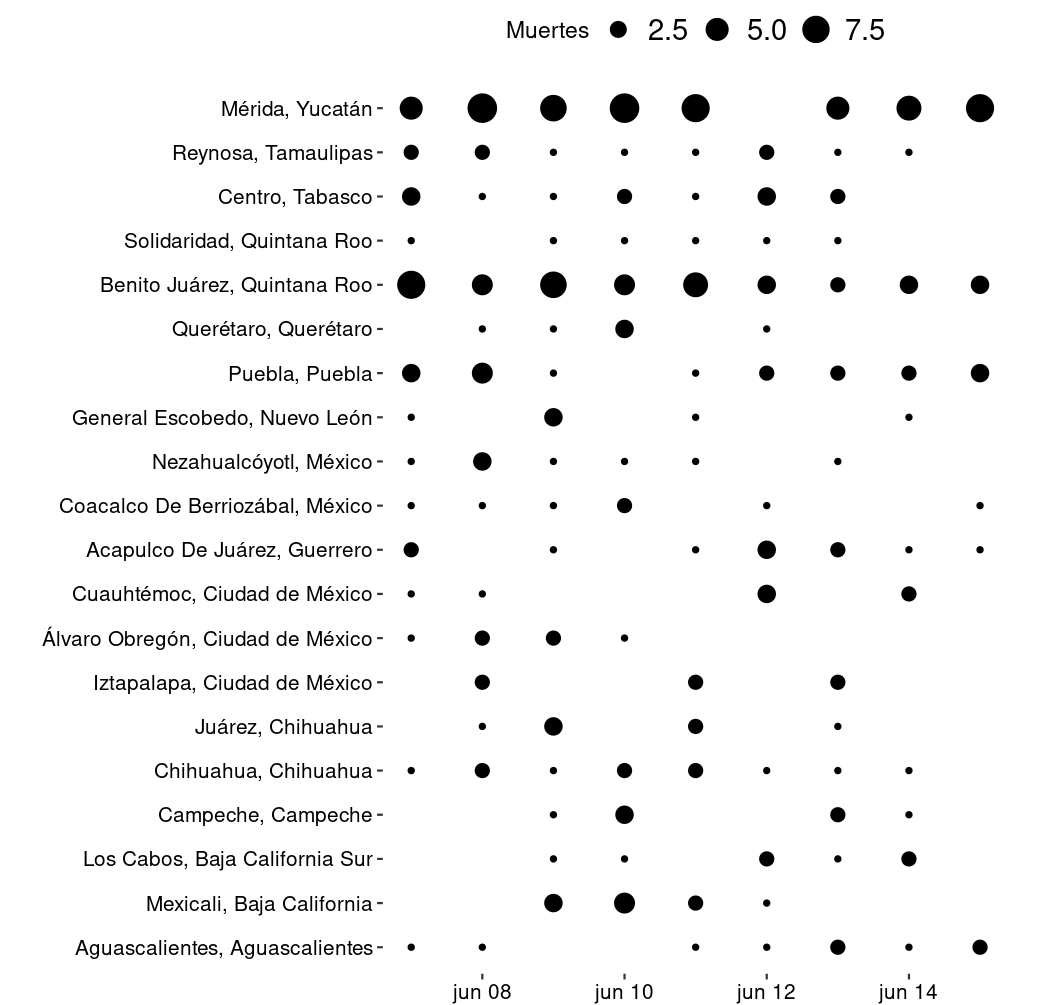 Muertes 2.5 5.0 7.5
Mérida, Yucatán
Reynosa, Tamaulipas
Centro, Tabasco
Solidaridad, Quintana Roo
Benito Juárez, Quintana Roo
Querétaro, Querétaro
Puebla, Puebla
General Escobedo, Nuevo León
Nezahualcóyotl, México
Coacalco De Berriozábal, México
Acapulco De Juárez, Guerrero
Cuauhtémoc, Ciudad de México
Álvaro Obregón, Ciudad de México
Iztapalapa, Ciudad de México
Juárez, Chihuahua
Chihuahua, Chihuahua
Campeche, Campeche
Los Cabos, Baja California Sur
Mexicali, Baja California
Aguascalientes, Aguascalientes
jun 08 jun 10 jun 12 jun 14